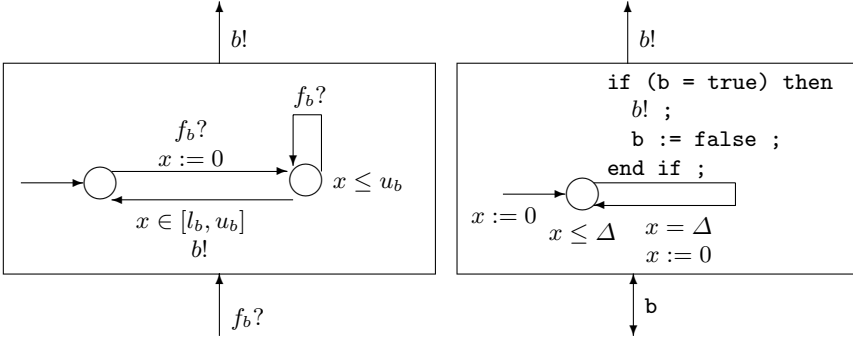 b!
f_b?
f_b?
x := 0
x ≤ u_b
x ∈ [l_b, u_b]
b!
f_b?
b!
if (b = true) then
b! ;
b := false ;
end if ;
x := 0
x ≤ Δ
x = Δ
x := 0
b